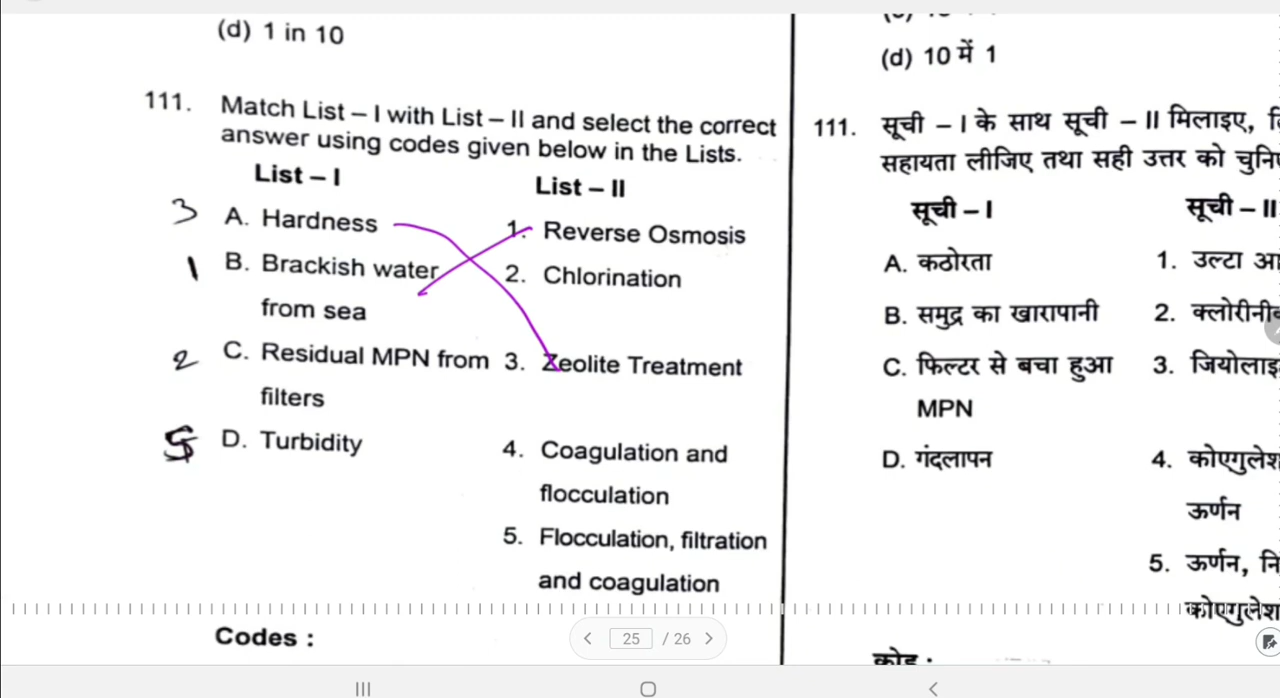 (d) 1 in 10
111. Match List – I with List – II and select the correct
answer using codes given below in the Lists.
List – I
List – II
3 A. Hardness
1. Reverse Osmosis
1 B. Brackish water
from sea
2. Chlorination
2 C. Residual MPN from
filters
3. Zeolite Treatment
5 D. Turbidity
4. Coagulation and
flocculation
5. Flocculation, filtration
and coagulation
Codes :
(d) 10 में 1
111. सूची – I के साथ सूची – II मिलाइए,
सहायता लीजिए तथा सही उत्तर को
सूची – I
सूची – II
A. कठोरता
1. उल्टा
B. समुद्र का खारापानी
2.
C. फिल्टर से बचा हुआ
MPN
3.
D. गंदलापन
4.
ऊर्णन
5. ऊर्णन,
कोड :
25 / 26